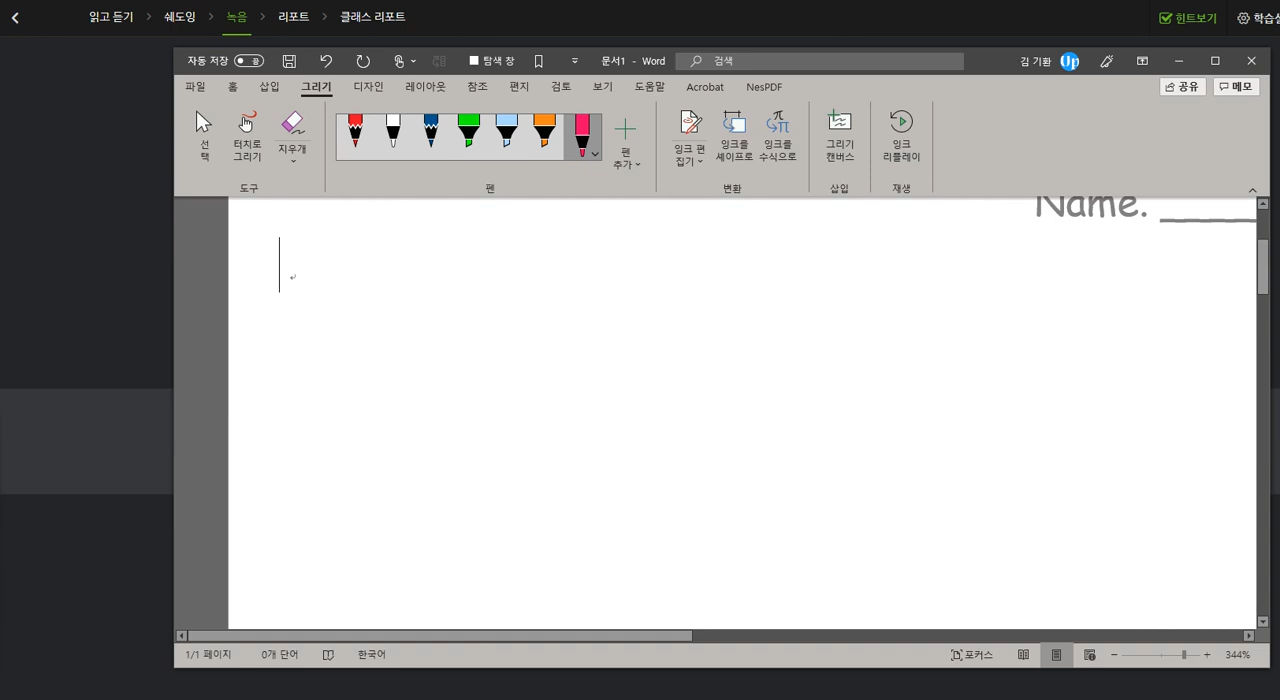 읽고 듣기 > 쉐도잉 > 녹음 > 리포트 > 클래스 리포트 힌트보기
자동 저장 끔 탐색 창 문서1 - Word 검색 김 기환 Up
파일 홈 삽입 그리기 디자인 레이아웃 참조 편지 검토 보기 도움말 Acrobat NesPDF 공유 메모
선택
터치로 그리기
지우개
펜 추가
잉크 편집기
잉크를 셰이프로
잉크를 수식으로
그리기 캔버스
잉크 리플레이
도구 펜 변환 삽입 재생
Name. ______
1/1 페이지 0개 단어 한국어 포커스 344%